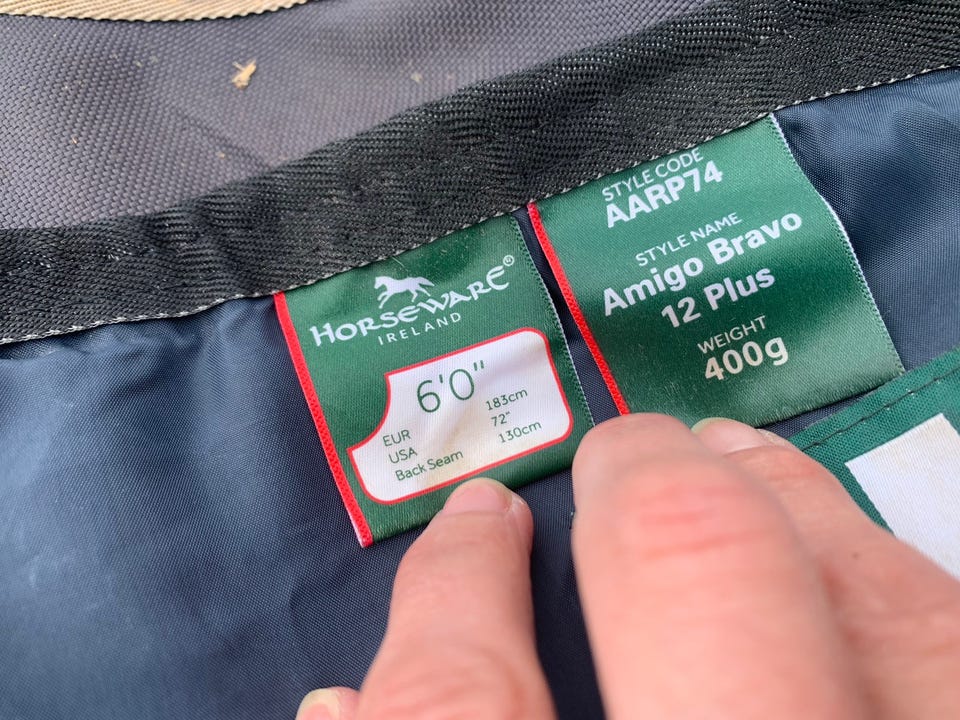 HORSEWARE®
IRELAND
6'0"
EUR 183cm
USA 72"
Back Seam 130cm
STYLE CODE
AARP74
STYLE NAME
Amigo Bravo
12 Plus
WEIGHT
400g